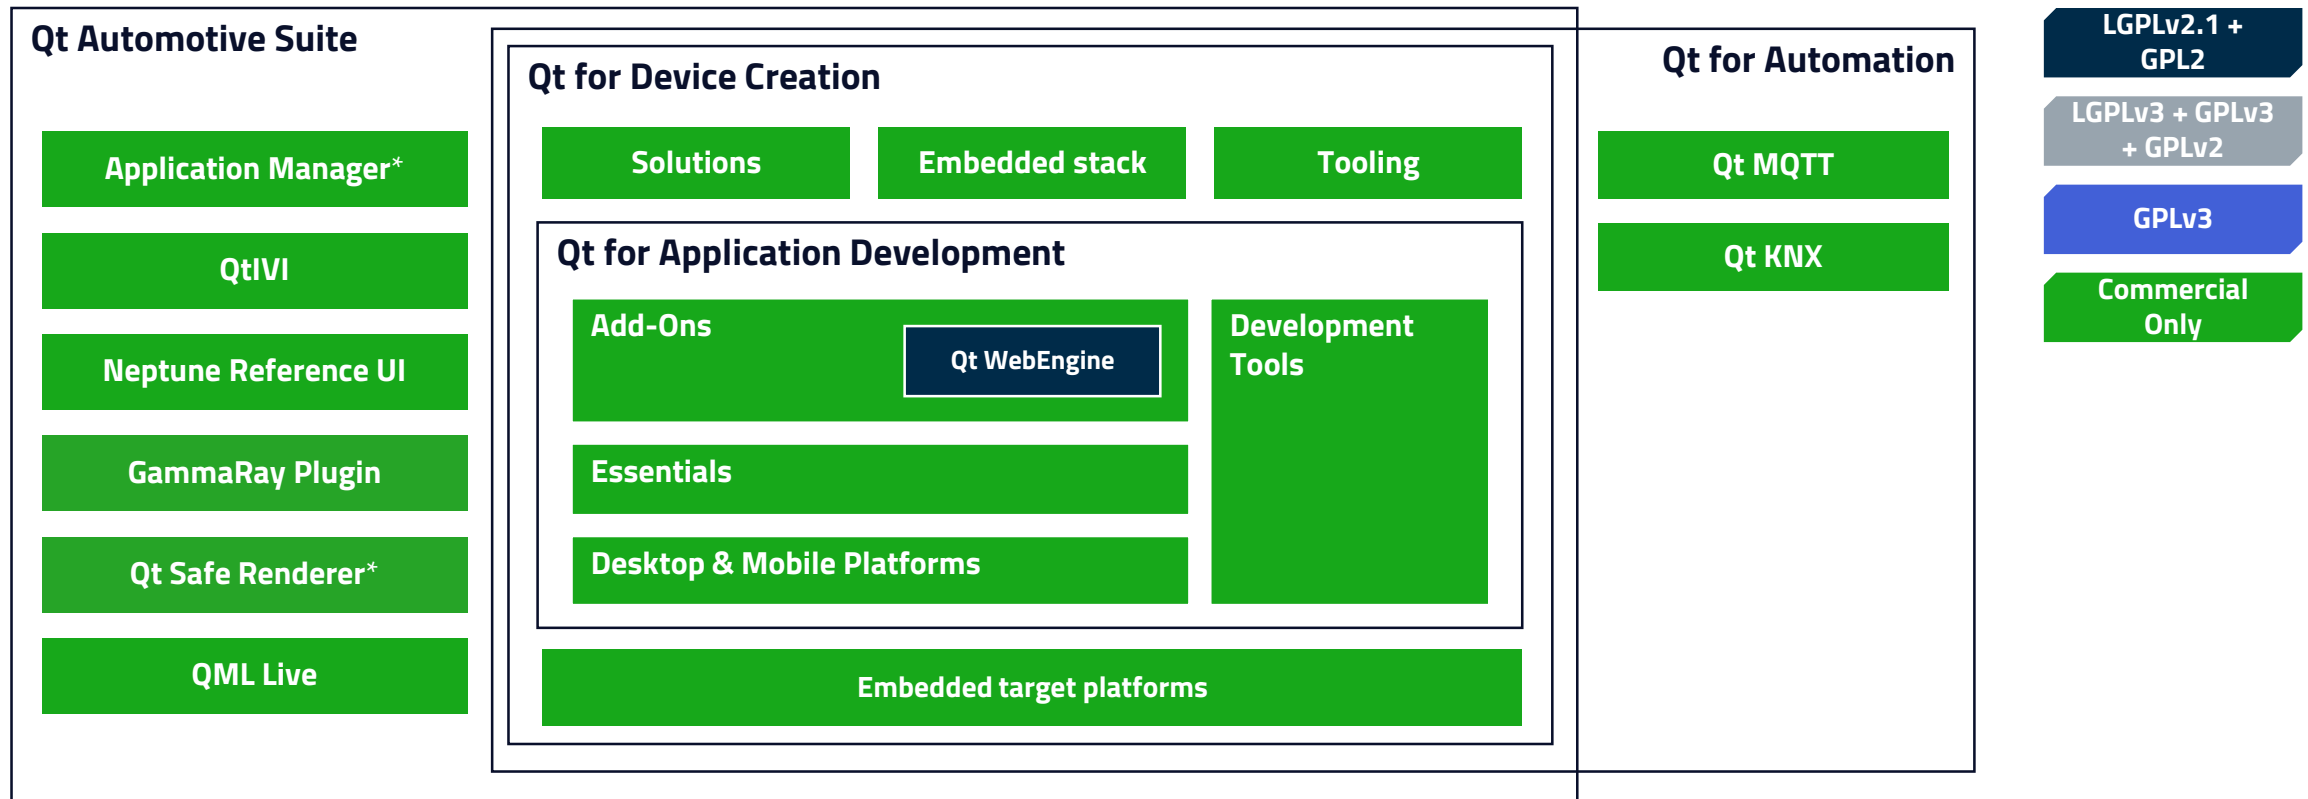 Qt Automotive Suite
Application Manager*
QtIVI
Neptune Reference UI
GammaRay Plugin
Qt Safe Renderer*
QML Live
Qt for Device Creation
Solutions
Embedded stack
Tooling
Qt for Application Development
Add-Ons
Qt WebEngine
Development
Tools
Essentials
Desktop & Mobile Platforms
Embedded target platforms
Qt for Automation
Qt MQTT
Qt KNX
LGPLv2.1 +
GPL2
LGPLv3 + GPLv3
+ GPLv2
GPLv3
Commercial
Only